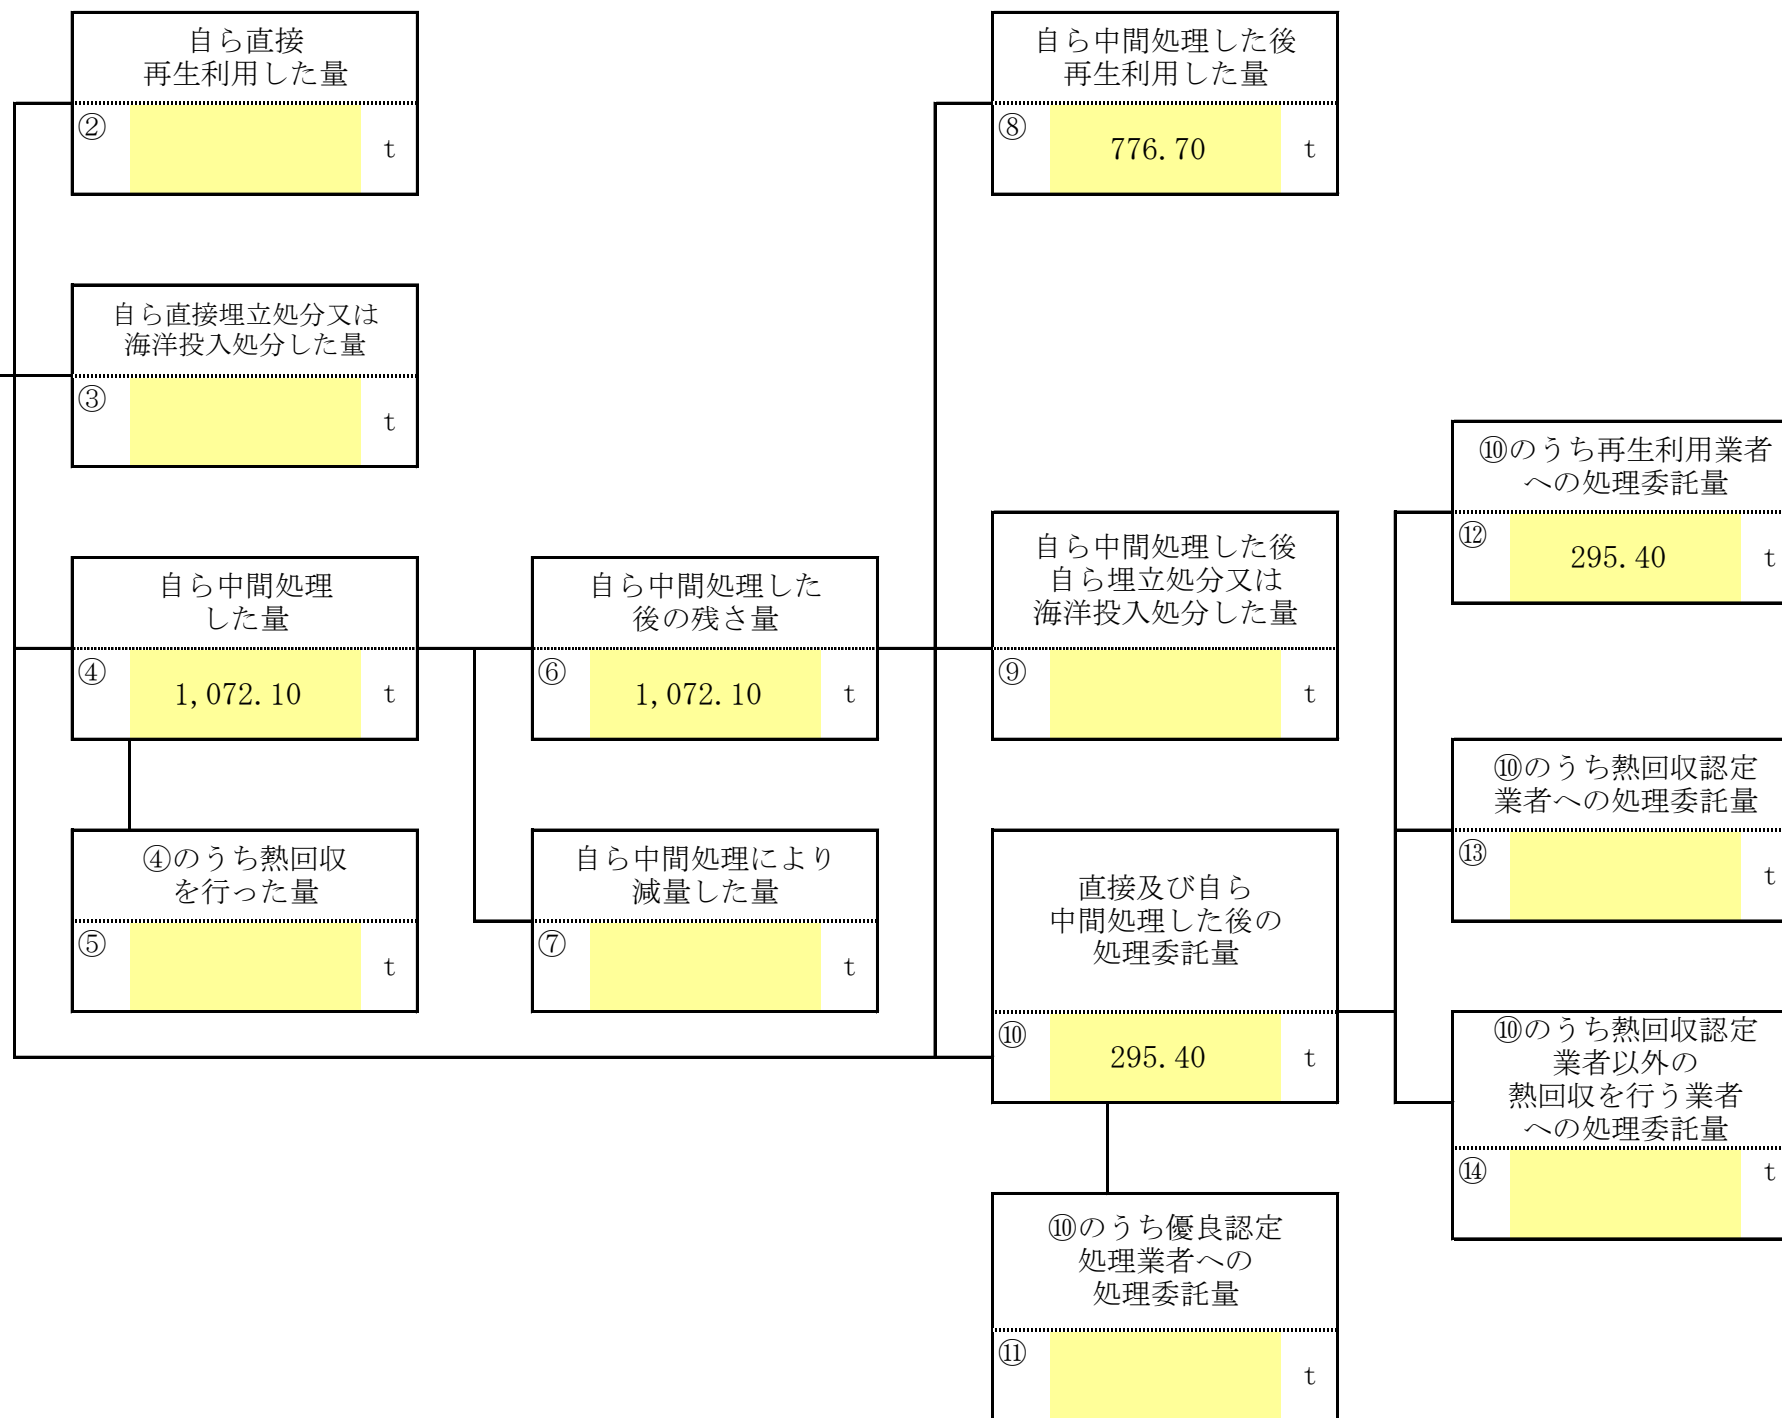 自ら直接
再生利用した量
②
t
自ら中間処理した後
再生利用した量
⑧
776.70
t
自ら直接埋立処分又は
海洋投入処分した量
③
t
⑩のうち再生利用業者
への処理委託量
⑫
295.40
t
自ら中間処理
した量
④
1,072.10
t
自ら中間処理した
後の残さ量
⑥
1,072.10
t
自ら中間処理した後
自ら埋立処分又は
海洋投入処分した量
⑨
t
⑩のうち熱回収認定
業者への処理委託量
⑬
t
④のうち熱回収
を行った量
⑤
t
自ら中間処理により
減量した量
⑦
t
直接及び自ら
中間処理した後の
処理委託量
⑩
295.40
t
⑩のうち熱回収認定
業者以外の
熱回収を行う業者
への処理委託量
⑭
t
⑩のうち優良認定
処理業者への
処理委託量
⑪
t